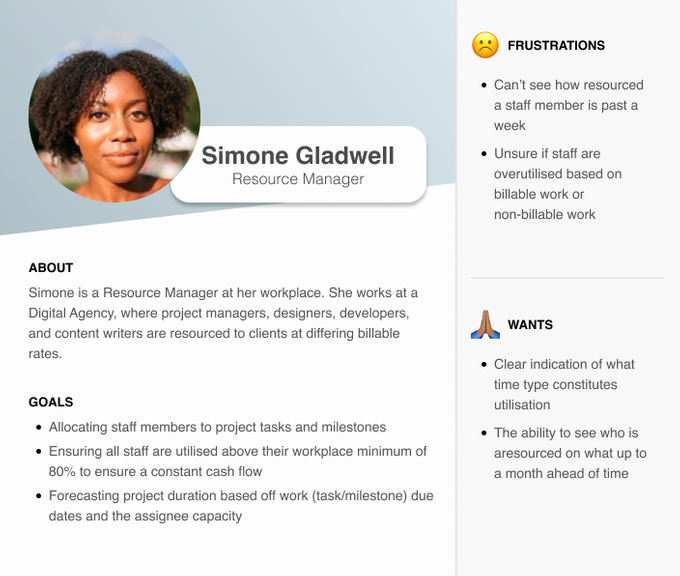 Simone Gladwell
Resource Manager
ABOUT
Simone is a Resource Manager at her workplace. She works at a
Digital Agency, where project managers, designers, developers,
and content writers are resourced to clients at differing billable
rates.
GOALS
• Allocating staff members to project tasks and milestones
• Ensuring all staff are utilised above their workplace minimum of
80% to ensure a constant cash flow
• Forecasting project duration based off work (task/milestone) due
dates and the assignee capacity
FRUSTRATIONS
• Can’t see how resourced
a staff member is past a
week
• Unsure if staff are
overutilised based on
billable work or
non-billable work
WANTS
• Clear indication of what
time type constitutes
utilisation
• The ability to see who is
aresourced on what up to
a month ahead of time